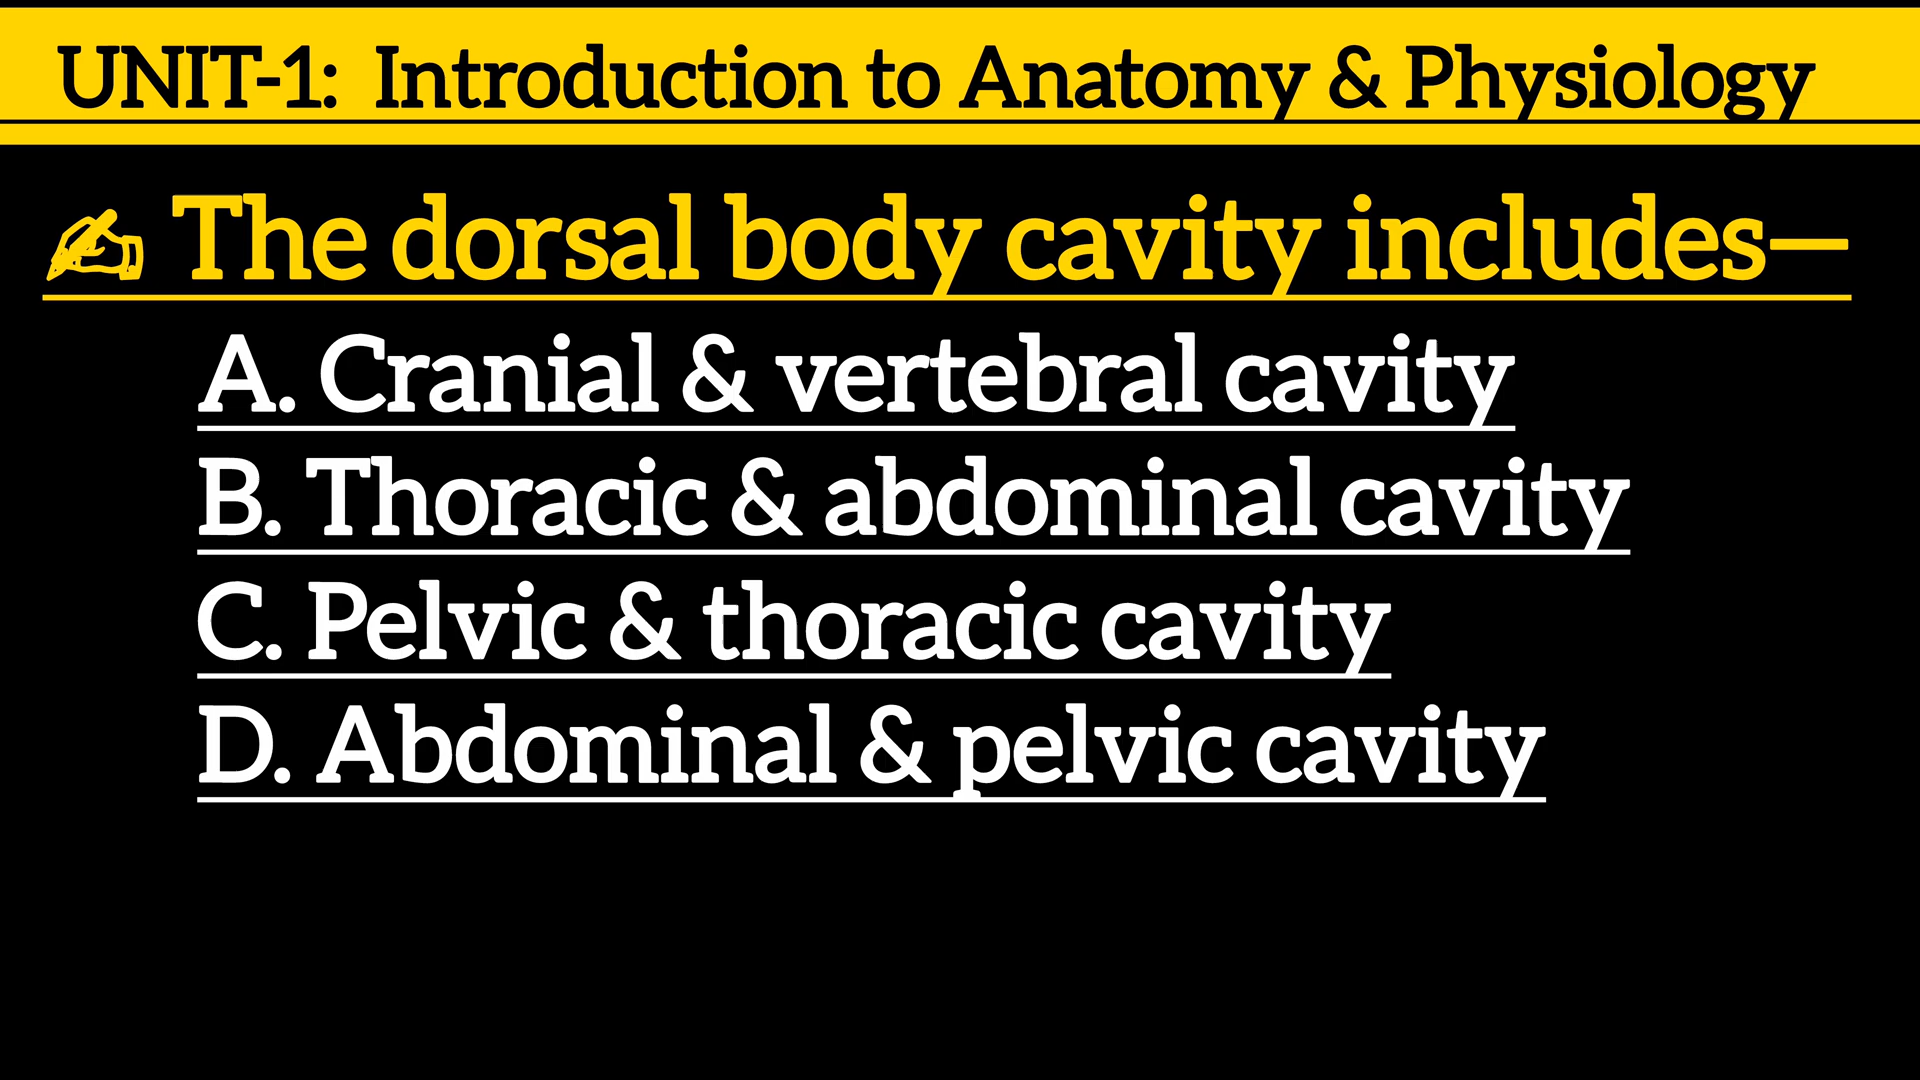 UNIT-1: Introduction to Anatomy & Physiology
✍ The dorsal body cavity includes—
A. Cranial & vertebral cavity
B. Thoracic & abdominal cavity
C. Pelvic & thoracic cavity
D. Abdominal & pelvic cavity